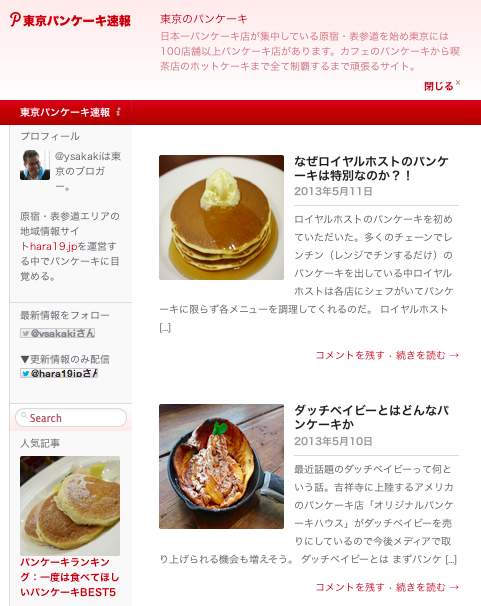 東京パンケーキ速報
東京のパンケーキ
日本一パンケーキ店が集中している原宿・表参道を始め東京には
100店舗以上パンケーキ店があります。カフェのパンケーキから喫
茶店のホットケーキまで全て制覇するまで頑張るサイト。
閉じる×
東京パンケーキ速報
プロフィール
@ysakakiは東
京のブロガ
ー。
原宿・表参道エリアの
地域情報サイ
トhara19.jpを運営す
る中でパンケーキに目
覚める。
最新情報をフォロー
@ysakakiさん
▼更新情報のみ配信
@hara19jpさん
Search
人気記事
パンケーキランキン
グ：一度は食べてほし
いパンケーキBEST5
なぜロイヤルホストのパンケ
ーキは特別なのか？！
2013年5月11日
ロイヤルホストのパンケーキを初め
ていただいた。多くのチェーンでレ
ンチン（レンジでチンするだけ）の
パンケーキを出している中ロイヤル
ホストは各店にシェフがいてパンケ
ーキに限らず各メニューを調理してくれるのだ。 ロイヤルホスト
[...]
コメントを残す · 続きを読む →
ダッチベイビーとはどんなパ
ンケーキか
2013年5月10日
最近話題のダッチベイビーって何と
いう話。吉祥寺に上陸するアメリカ
のパンケーキ店「オリジナルパンケ
ーキハウス」がダッチベイビーを売
りにしているので今後メディアで取
り上げられる機会も増えそう。 ダッチベイビーとは まずパンケ [...]
コメントを残す · 続きを読む →